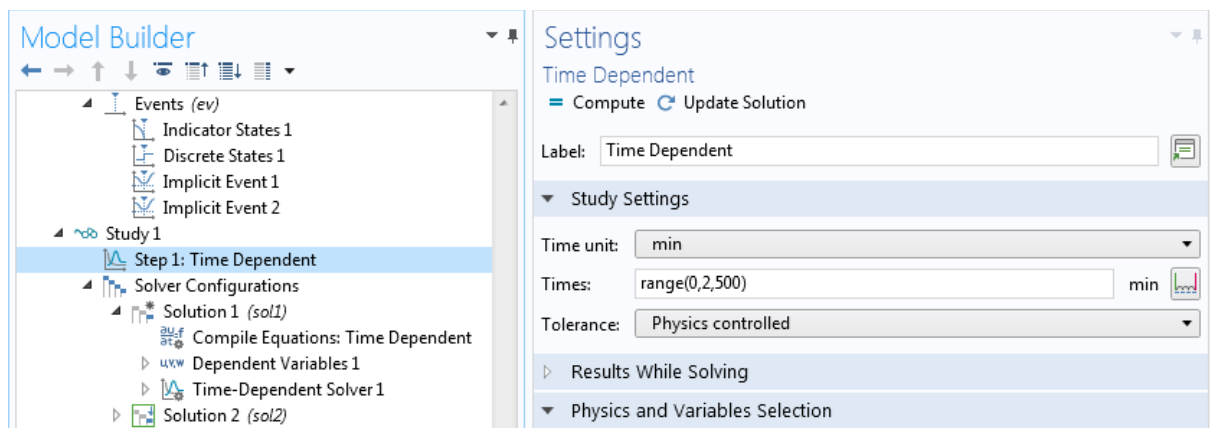 Model Builder
Events (ev)
Indicator States 1
Discrete States 1
Implicit Event 1
Implicit Event 2
Study 1
Step 1: Time Dependent
Solver Configurations
Solution 1 (sol1)
Compile Equations: Time Dependent
Dependent Variables 1
Time-Dependent Solver 1
Solution 2 (sol2)
Settings
Time Dependent
= Compute Update Solution
Label: Time Dependent
Study Settings
Time unit: min
Times: range(0,2,500) min
Tolerance: Physics controlled
Results While Solving
Physics and Variables Selection